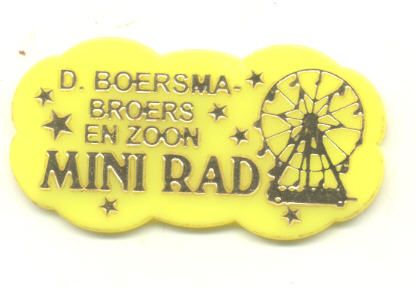 D. BOERSMA-
BROERS
EN ZOON
MINI RAD